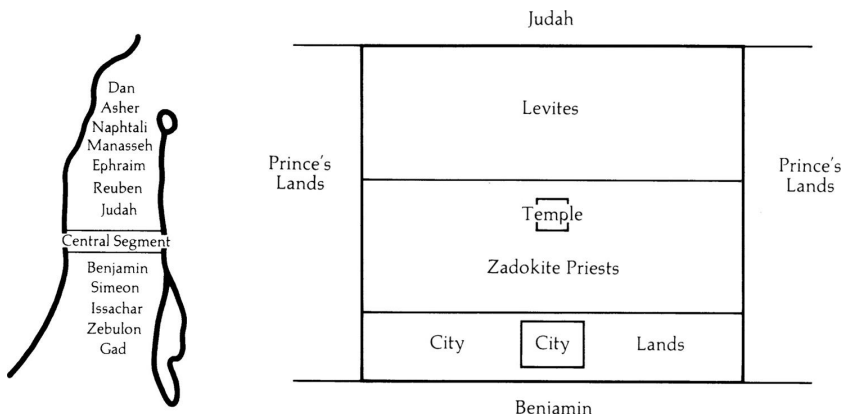 Dan
Asher
Naphtali
Manasseh
Ephraim
Reuben
Judah
Central Segment
Benjamin
Simeon
Issachar
Zebulon
Gad
Judah
Levites
Prince's
Lands
Temple
Zadokite Priests
Prince's
Lands
City
City
Lands
Benjamin